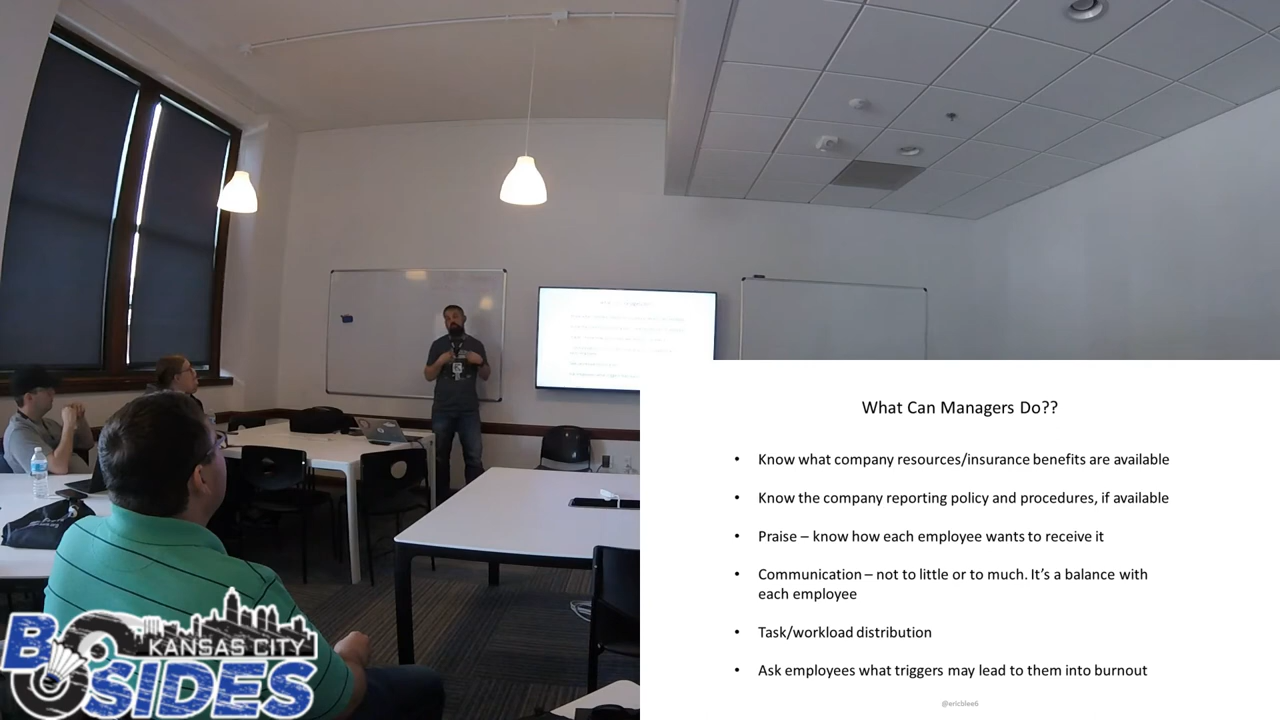 What Can Managers Do??
• Know what company resources/insurance benefits are available
• Know the company reporting policy and procedures, if available
• Praise – know how each employee wants to receive it
• Communication – not to little or to much. It's a balance with
each employee
• Task/workload distribution
• Ask employees what triggers may lead to them into burnout
@ericblee6
KANSAS CITY
BSIDES